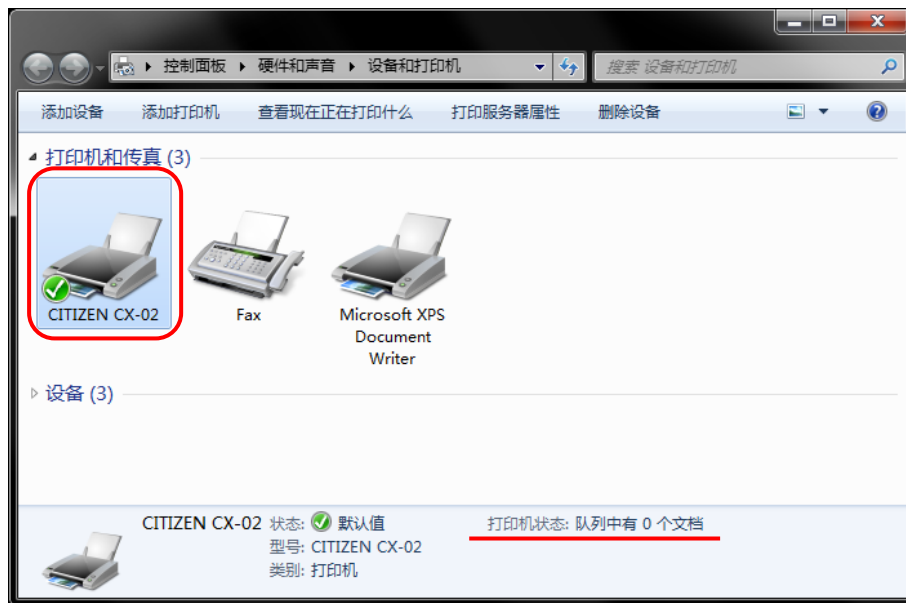 控制面板 ▸ 硬件和声音 ▸ 设备和打印机
搜索 设备和打印机
添加设备 添加打印机 查看现在正在打印什么 打印服务器属性 删除设备
打印机和传真 (3)
CITIZEN CX-02
Fax
Microsoft XPS
Document
Writer
设备 (3)
CITIZEN CX-02 状态: 默认值 打印机状态: 队列中有 0 个文档
型号: CITIZEN CX-02
类别: 打印机